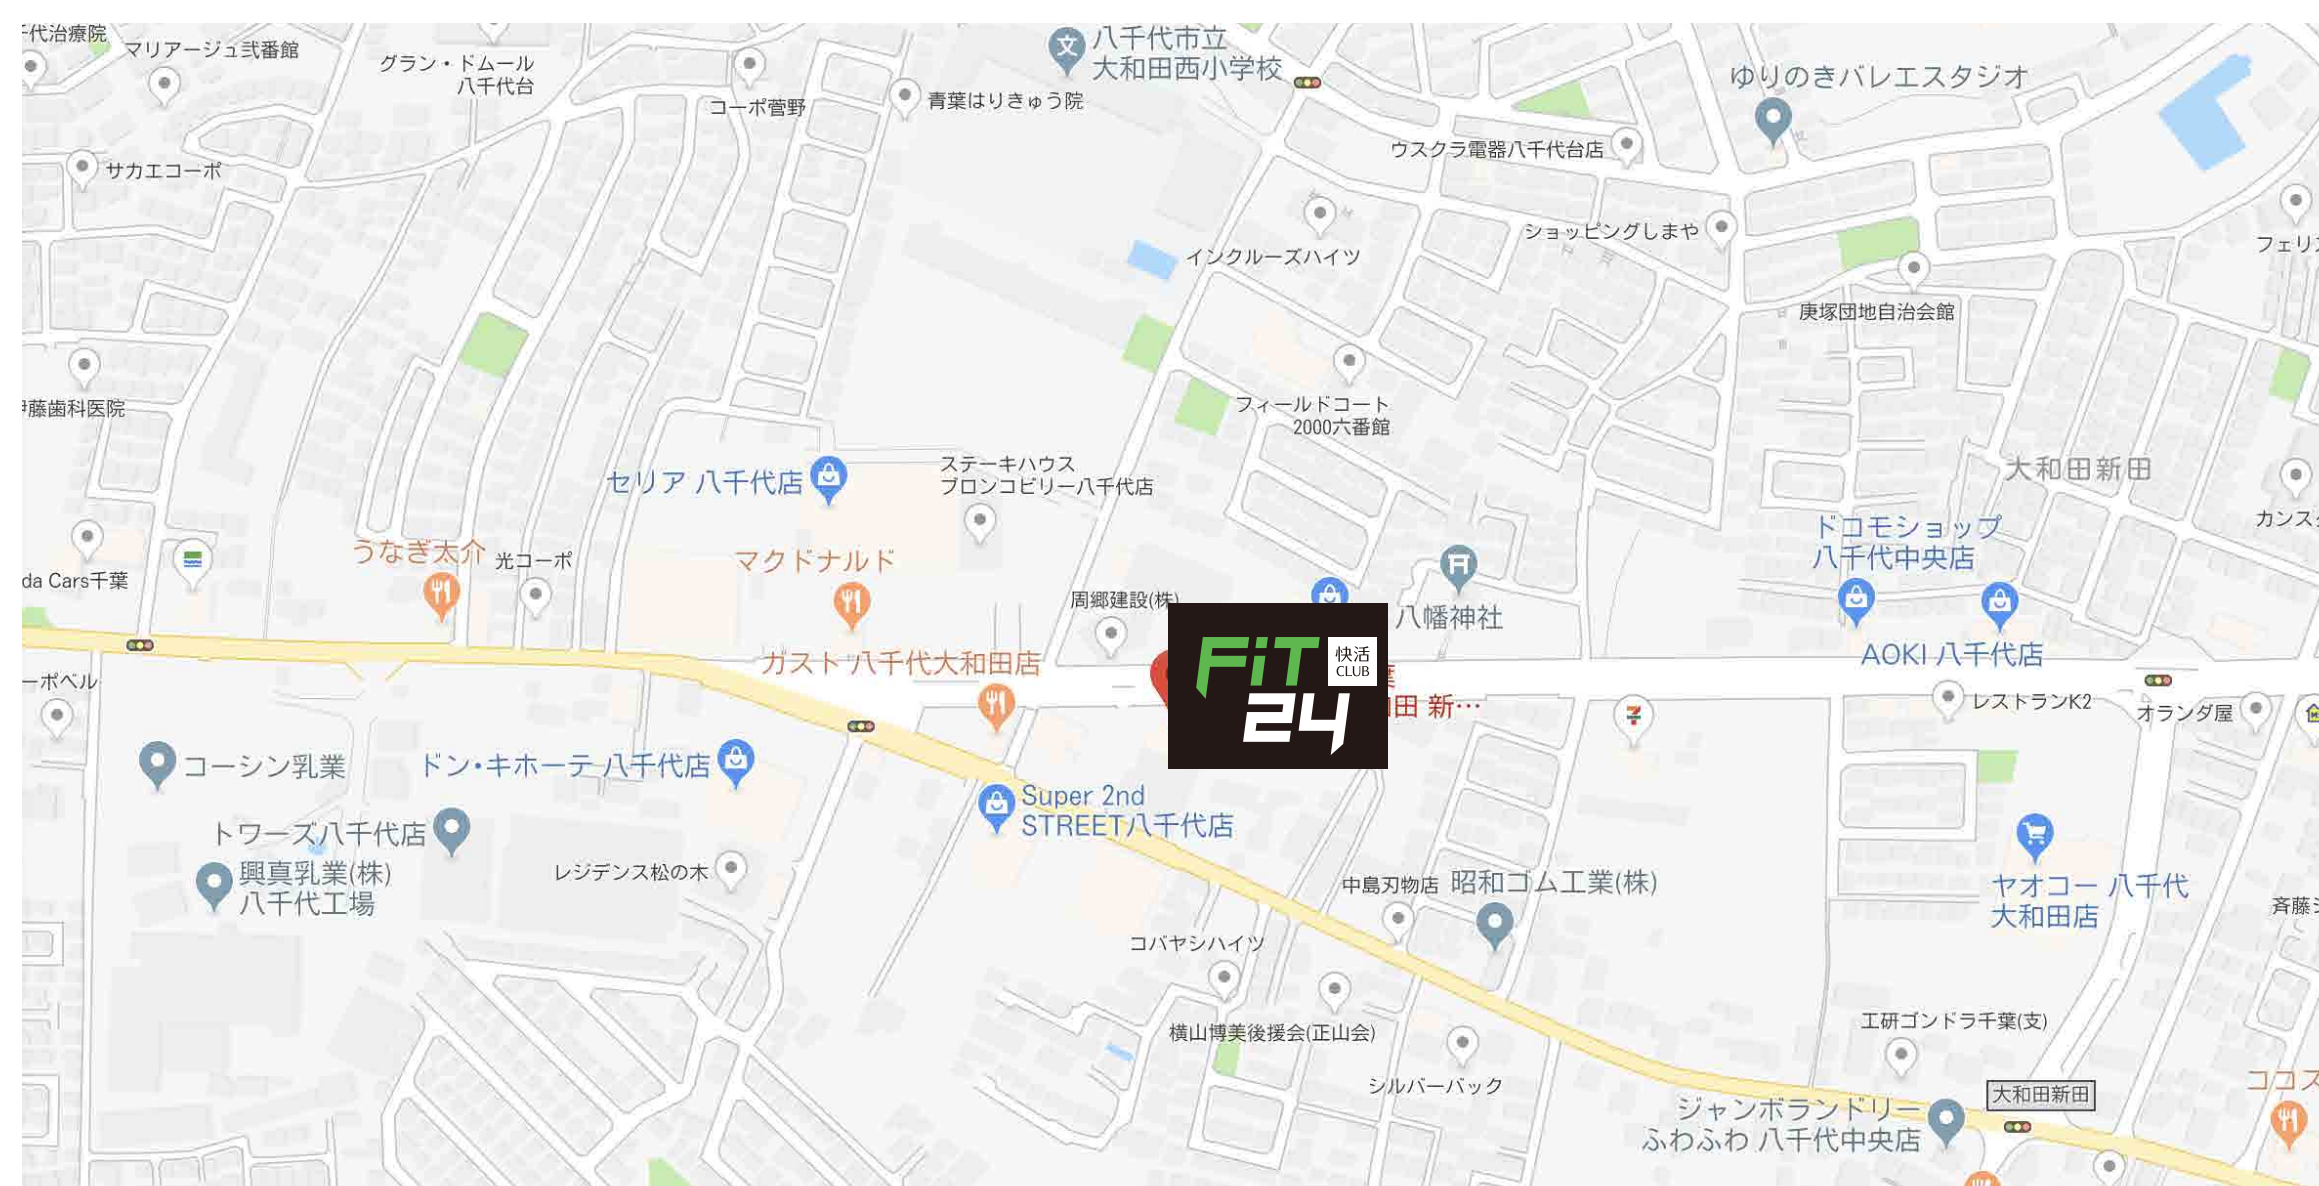 代治療院
マリアージュ弐番館
グラン・ドムール
八千代台
コーポ菅野
青葉はりきゅう院
八千代市立
大和田西小学校
ゆりのきバレエスタジオ
ウスクラ電器八千代台店
サカエコーポ
ショッピングしまや
インクルーズハイツ
フェリ
庚塚団地自治会館
藤歯科医院
フィールドコート
2000六番館
セリア 八千代店
ステーキハウス
ブロンコビリー八千代店
大和田新田
カンス
ドコモショップ
八千代中央店
うなぎ太介
光コーポ
マクドナルド
da Cars千葉
周郷建設(株)
八幡神社
AOKI 八千代店
ガスト 八千代大和田店
FiT
24
快活
CLUB
田 新…
ーポベル
レストランK2
オランダ屋
7
コーシン乳業
ドン・キホーテ 八千代店
Super 2nd
STREET八千代店
トワーズ八千代店
興真乳業(株)
八千代工場
レジデンス松の木
中島刃物店
昭和ゴム工業(株)
ヤオコー 八千代
大和田店
斉藤
コバヤシハイツ
横山博美後援会(正山会)
工研ゴンドラ千葉(支)
シルバーバック
大和田新田
ココス
ジャンボランドリー
ふわふわ 八千代中央店